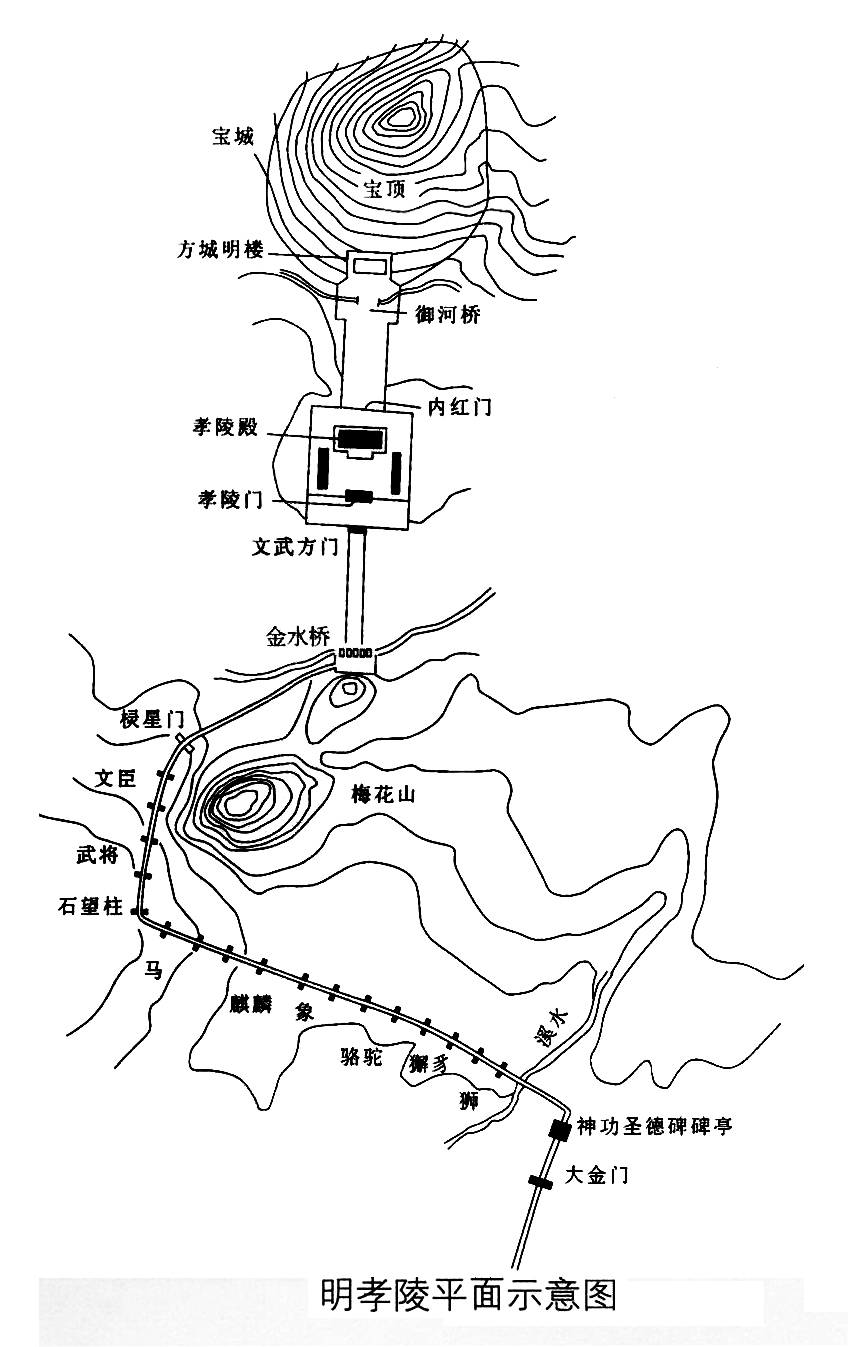 宝城
宝顶
方城明楼
御河桥
内红门
孝陵殿
孝陵门
文武方门
金水桥
棂星门
文臣
梅花山
武将
石望柱
马
麒麟
象
溪水
骆驼
獬豸
狮
神功圣德碑碑亭
大金门
明孝陵平面示意图